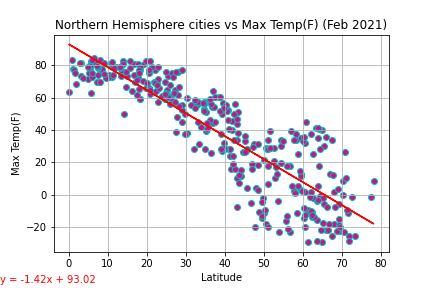 Northern Hemisphere cities vs Max Temp(F) (Feb 2021)
Max Temp(F)
80
60
40
20
0
−20
0 10 20 30 40 50 60 70 80
Latitude
y = -1.42x + 93.02